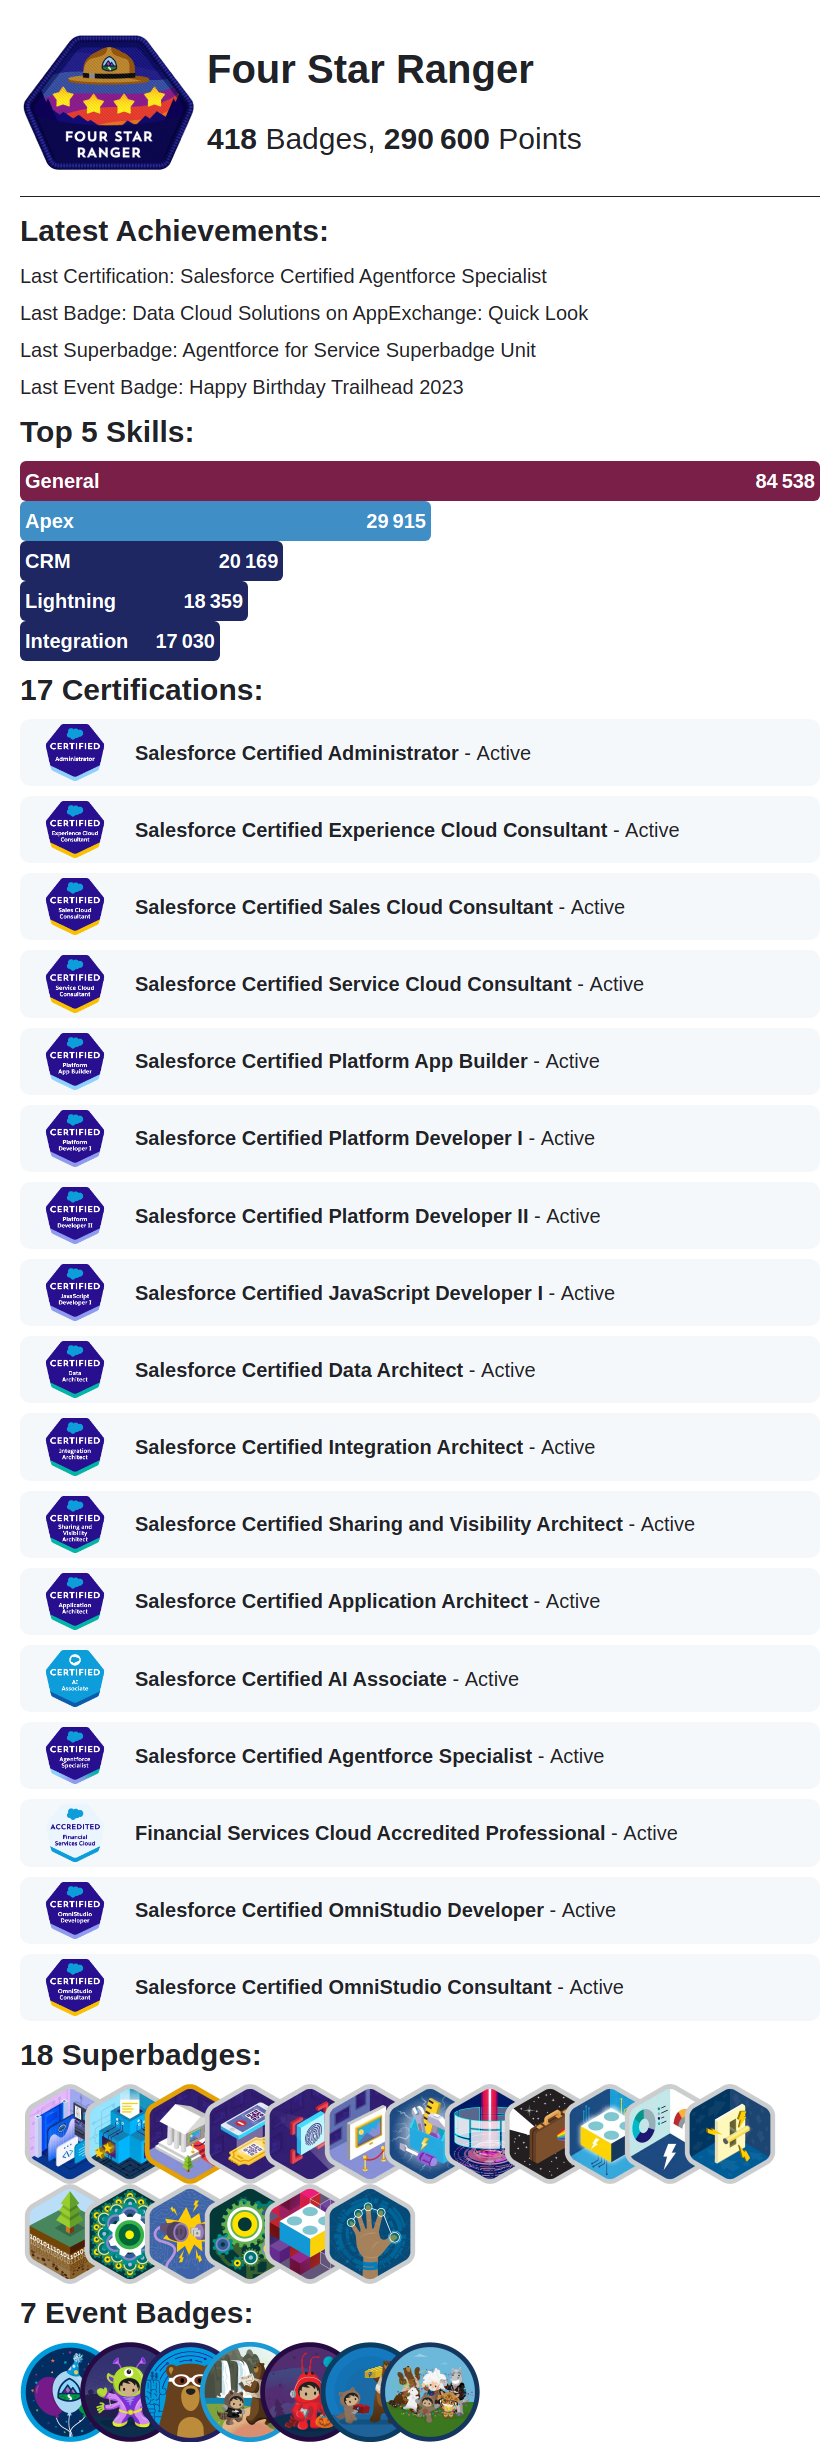 FOUR STAR
RANGER
Four Star Ranger
418 Badges, 290 600 Points
Latest Achievements:
Last Certification: Salesforce Certified Agentforce Specialist
Last Badge: Data Cloud Solutions on AppExchange: Quick Look
Last Superbadge: Agentforce for Service Superbadge Unit
Last Event Badge: Happy Birthday Trailhead 2023
Top 5 Skills:
General 84 538
Apex 29 915
CRM 20 169
Lightning 18 359
Integration 17 030
17 Certifications:
CERTIFIED
Administrator
Salesforce Certified Administrator - Active
CERTIFIED
Experience Cloud
Consultant
Salesforce Certified Experience Cloud Consultant - Active
CERTIFIED
Sales Cloud
Consultant
Salesforce Certified Sales Cloud Consultant - Active
CERTIFIED
Service Cloud
Consultant
Salesforce Certified Service Cloud Consultant - Active
CERTIFIED
Platform
App Builder
Salesforce Certified Platform App Builder - Active
CERTIFIED
Platform
Developer I
Salesforce Certified Platform Developer I - Active
CERTIFIED
Platform
Developer II
Salesforce Certified Platform Developer II - Active
CERTIFIED
JavaScript
Developer I
Salesforce Certified JavaScript Developer I - Active
CERTIFIED
Data
Architect
Salesforce Certified Data Architect - Active
CERTIFIED
Integration
Architect
Salesforce Certified Integration Architect - Active
CERTIFIED
Sharing and
Visibility
Architect
Salesforce Certified Sharing and Visibility Architect - Active
CERTIFIED
Application
Architect
Salesforce Certified Application Architect - Active
CERTIFIED
AI
Associate
Salesforce Certified AI Associate - Active
CERTIFIED
Agentforce
Specialist
Salesforce Certified Agentforce Specialist - Active
ACCREDITED
Financial
Services Cloud
Financial Services Cloud Accredited Professional - Active
CERTIFIED
OmniStudio
Developer
Salesforce Certified OmniStudio Developer - Active
CERTIFIED
OmniStudio
Consultant
Salesforce Certified OmniStudio Consultant - Active
18 Superbadges:
7 Event Badges: